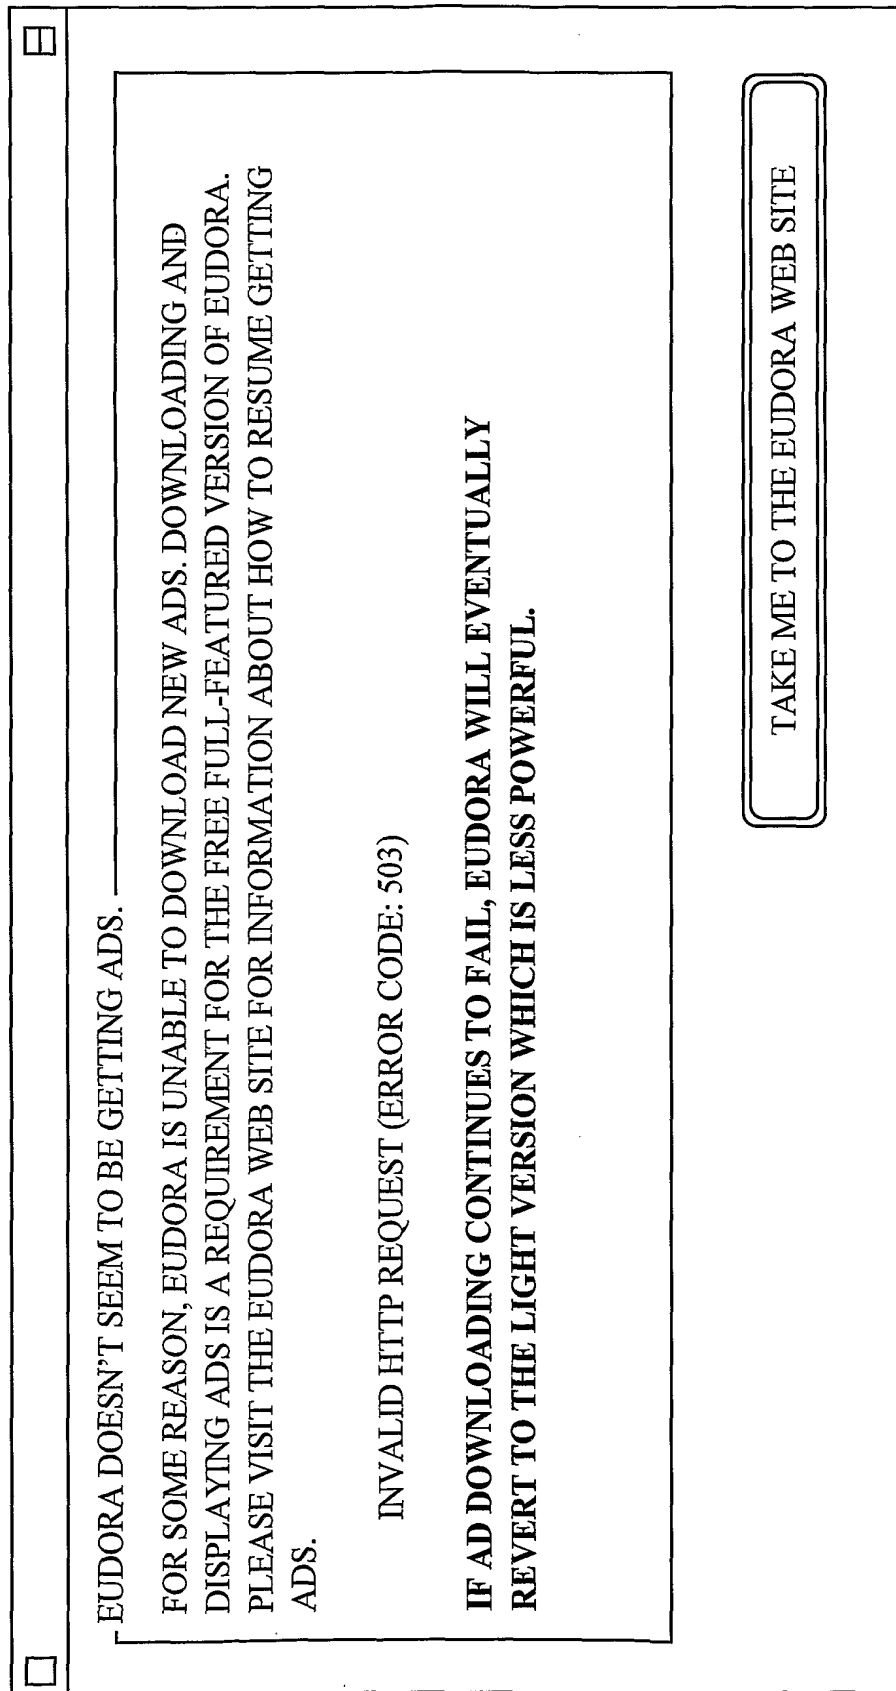 EUDORA DOESN'T SEEM TO BE GETTING ADS.
FOR SOME REASON, EUDORA IS UNABLE TO DOWNLOAD NEW ADS. DOWNLOADING AND
DISPLAYING ADS IS A REQUIREMENT FOR THE FREE FULL-FEATURED VERSION OF EUDORA.
PLEASE VISIT THE EUDORA WEB SITE FOR INFORMATION ABOUT HOW TO RESUME GETTING
ADS.
INVALID HTTP REQUEST (ERROR CODE: 503)
IF AD DOWNLOADING CONTINUES TO FAIL, EUDORA WILL EVENTUALLY
REVERT TO THE LIGHT VERSION WHICH IS LESS POWERFUL.
TAKE ME TO THE EUDORA WEB SITE